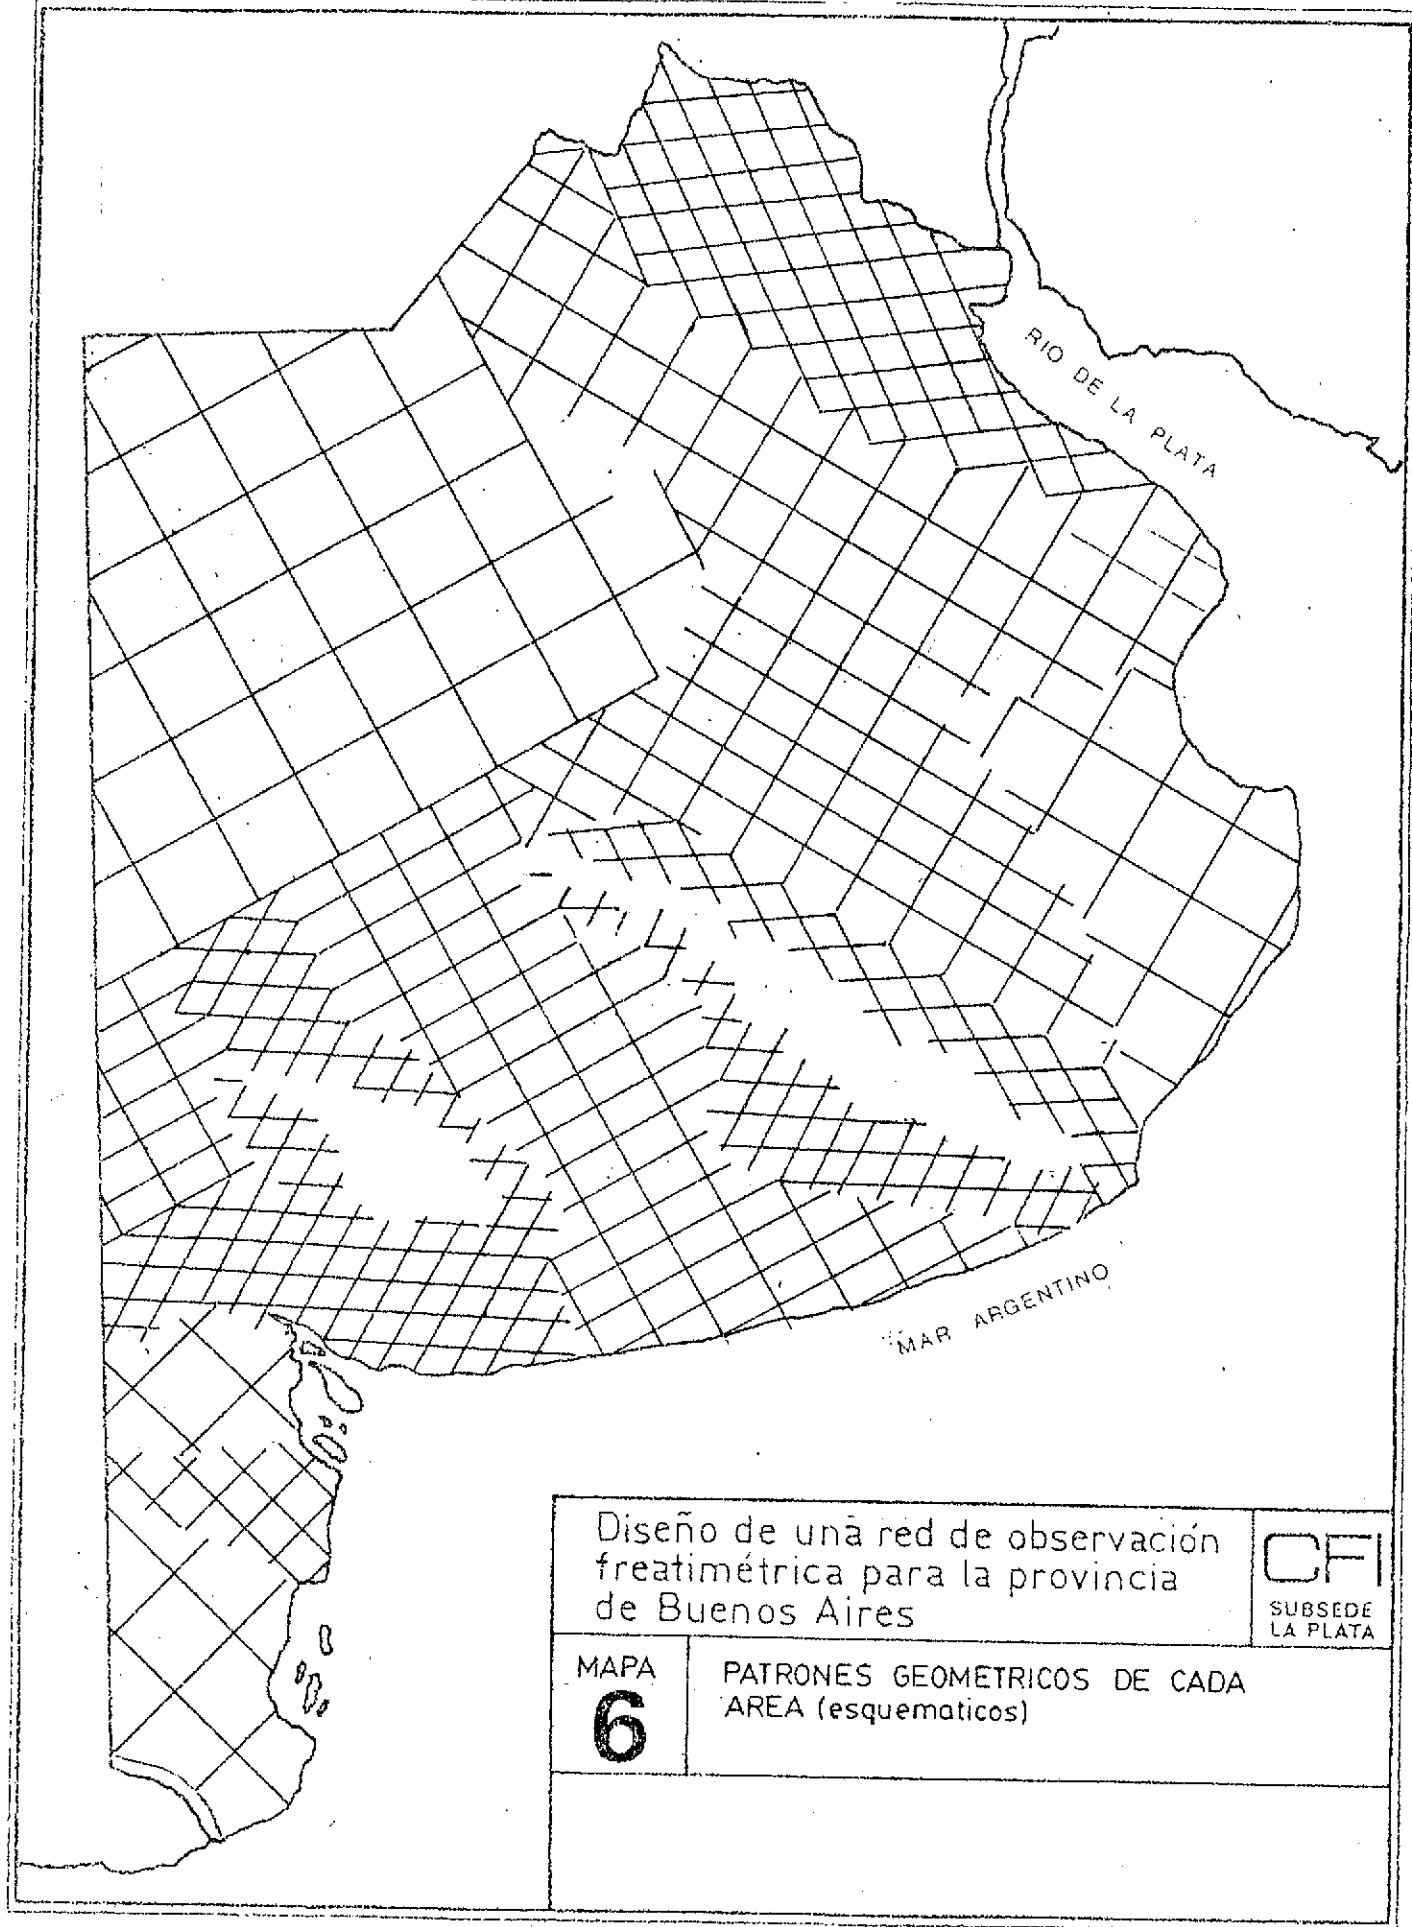 RIO DE LA PLATA
MAR ARGENTINO
Diseño de una red de observación
freatimétrica para la provincia
de Buenos Aires
CFI
SUBSEDE
LA PLATA
MAPA
6
PATRONES GEOMETRICOS DE CADA
AREA (esquematicos)